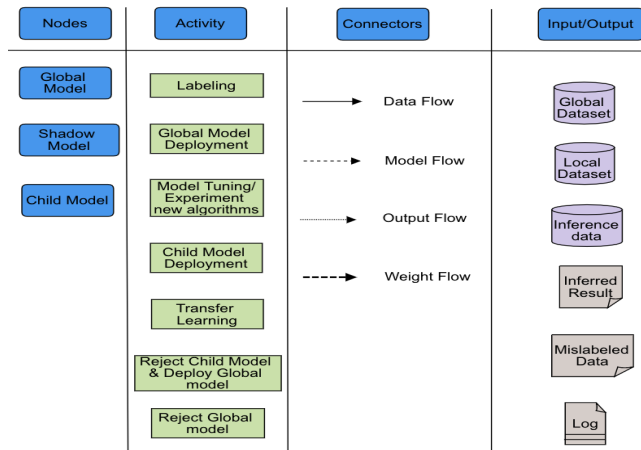 Nodes
Activity
Connectors
Input/Output
Global
Model
Shadow
Model
Child Model
Labeling
Global Model
Deployment
Model Tuning/
Experiment
new algorithms
Child Model
Deployment
Transfer
Learning
Reject Child Model
& Deploy Global
model
Reject Global
model
Data Flow
Model Flow
Output Flow
Weight Flow
Global
Dataset
Local
Dataset
Inference
data
Inferred
Result
Mislabeled
Data
Log